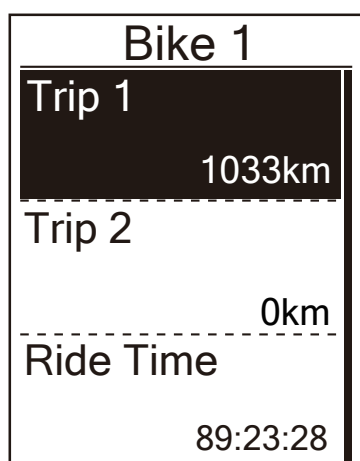 Bike 1
Trip 1
1033km
Trip 2
0km
Ride Time
89:23:28